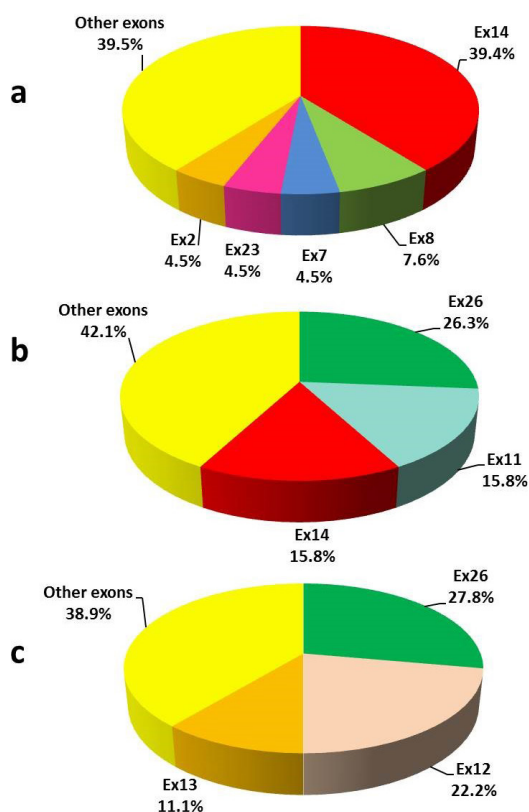 a
Other exons
39.5%
Ex14
39.4%
Ex2
4.5%
Ex23
4.5%
Ex7
4.5%
Ex8
7.6%
b
Other exons
42.1%
Ex26
26.3%
Ex11
15.8%
Ex14
15.8%
c
Other exons
38.9%
Ex26
27.8%
Ex13
11.1%
Ex12
22.2%